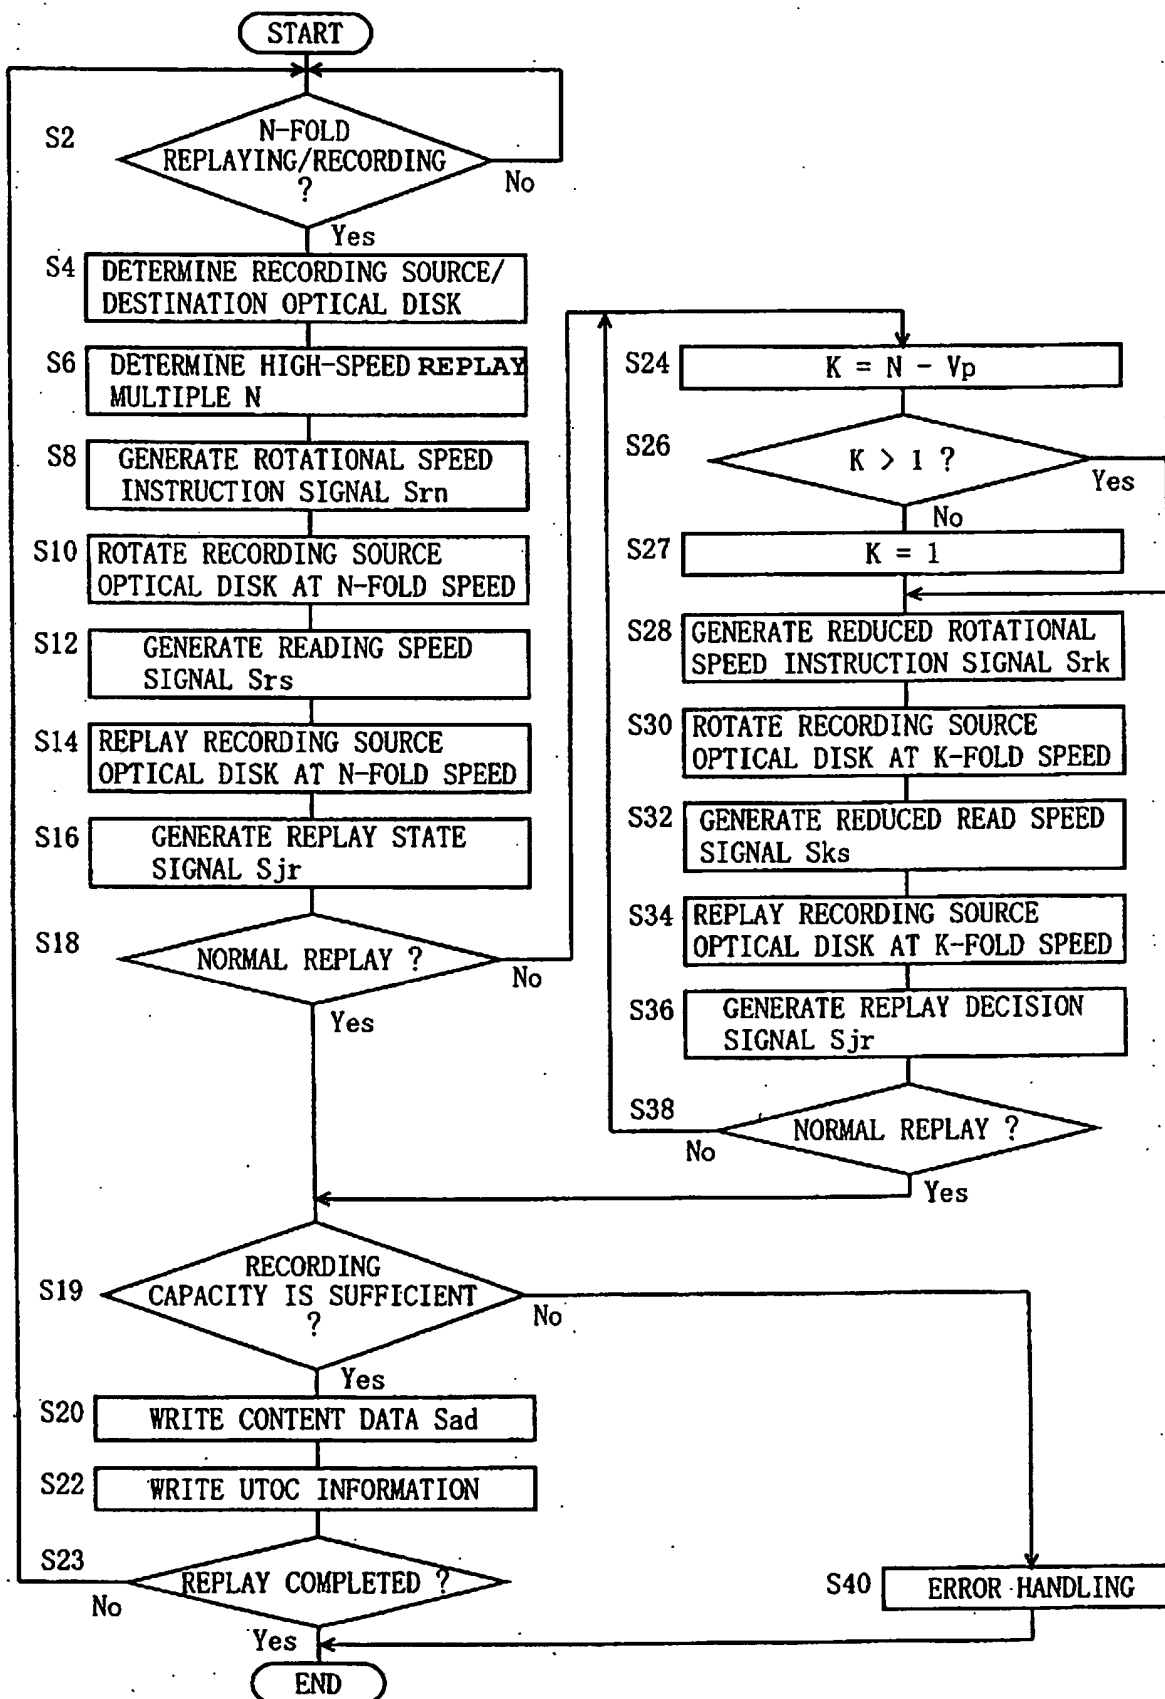 START
S2
N-FOLD
REPLAYING/RECORDING
?
No
Yes
S4
DETERMINE RECORDING SOURCE/
DESTINATION OPTICAL DISK
S6
DETERMINE HIGH-SPEED REPLAY
MULTIPLE N
S8
GENERATE ROTATIONAL SPEED
INSTRUCTION SIGNAL Srn
S10
ROTATE RECORDING SOURCE
OPTICAL DISK AT N-FOLD SPEED
S12
GENERATE READING SPEED
SIGNAL Srs
S14
REPLAY RECORDING SOURCE
OPTICAL DISK AT N-FOLD SPEED
S16
GENERATE REPLAY STATE
SIGNAL Sjr
S18
NORMAL REPLAY ?
No
Yes
S24
K = N - Vp
S26
K > 1 ?
Yes
No
S27
K = 1
S28
GENERATE REDUCED ROTATIONAL
SPEED INSTRUCTION SIGNAL Srk
S30
ROTATE RECORDING SOURCE
OPTICAL DISK AT K-FOLD SPEED
S32
GENERATE REDUCED READ SPEED
SIGNAL Sks
S34
REPLAY RECORDING SOURCE
OPTICAL DISK AT K-FOLD SPEED
S36
GENERATE REPLAY DECISION
SIGNAL Sjr
S38
NORMAL REPLAY ?
No
Yes
S19
RECORDING
CAPACITY IS SUFFICIENT
?
No
Yes
S20
WRITE CONTENT DATA Sad
S22
WRITE UTOC INFORMATION
S23
REPLAY COMPLETED ?
No
Yes
S40
ERROR HANDLING
END